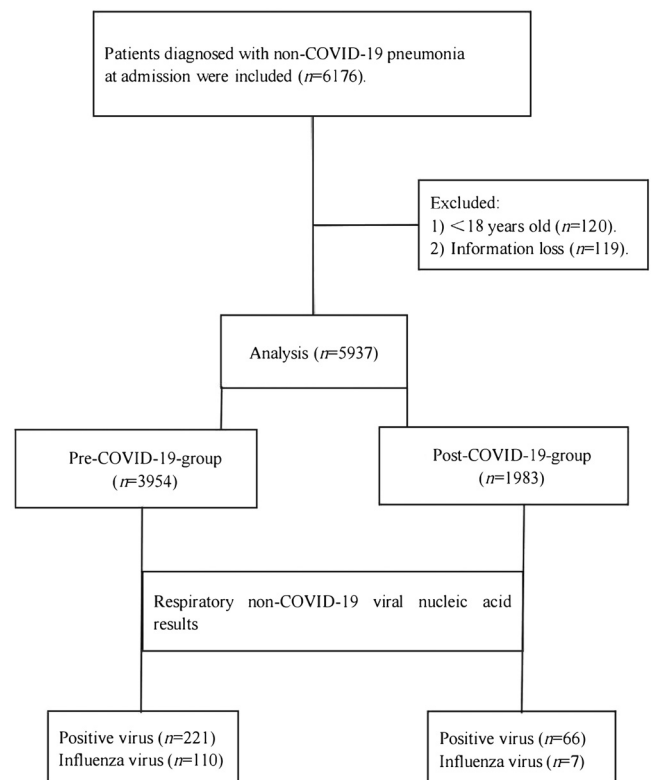 Patients diagnosed with non-COVID-19 pneumonia
at admission were included (n=6176).
Excluded:
1) <18 years old (n=120).
2) Information loss (n=119).
Analysis (n=5937)
Pre-COVID-19-group
(n=3954)
Post-COVID-19-group
(n=1983)
Respiratory non-COVID-19 viral nucleic acid
results
Positive virus (n=221)
Influenza virus (n=110)
Positive virus (n=66)
Influenza virus (n=7)